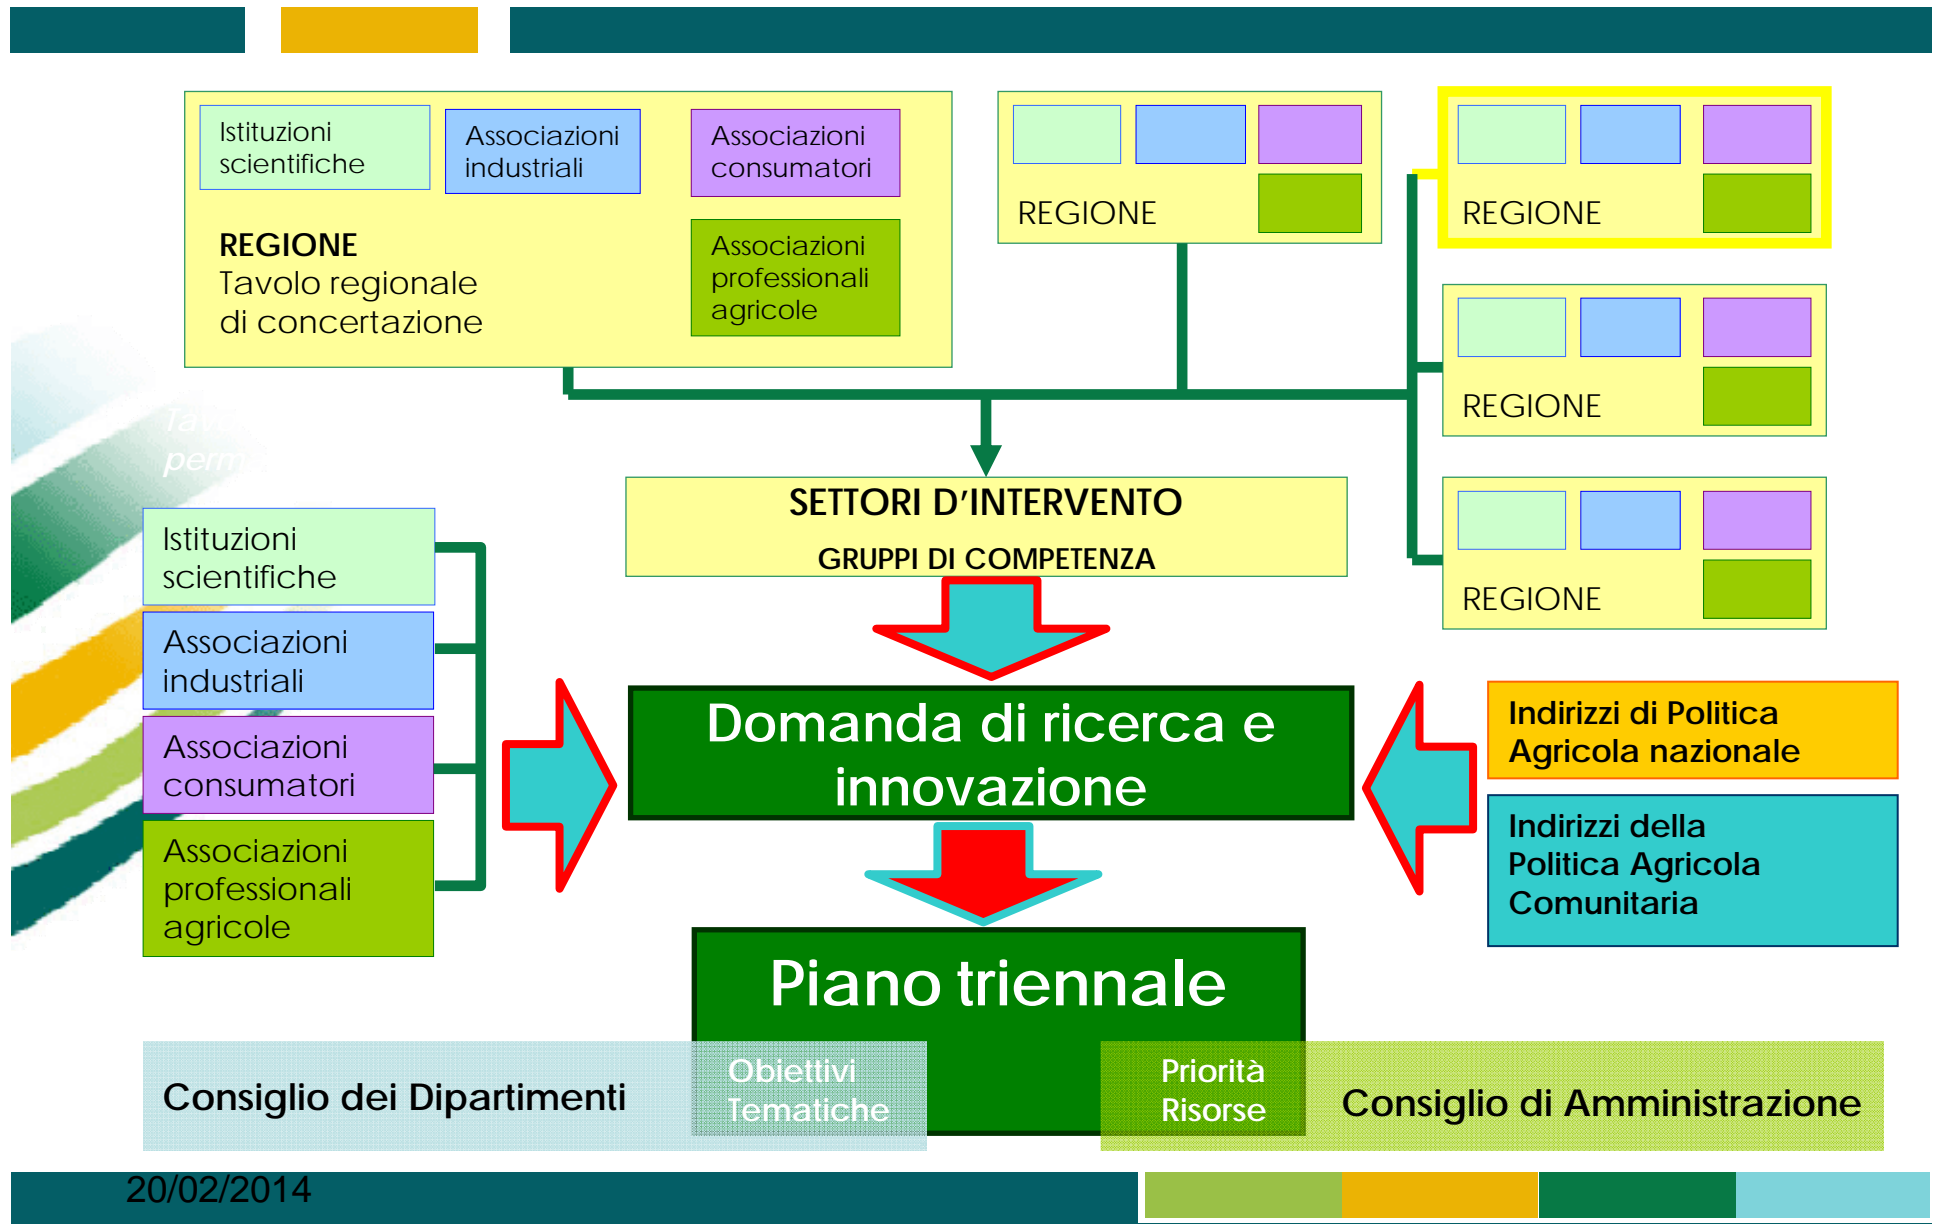 Istituzioni
scientifiche
Associazioni
industriali
Associazioni
consumatori
REGIONE
Tavolo regionale
di concertazione
Associazioni
professionali
agricole
REGIONE
REGIONE
REGIONE
REGIONE
SETTORI D’INTERVENTO
GRUPPI DI COMPETENZA
Istituzioni
scientifiche
Associazioni
industriali
Associazioni
consumatori
Associazioni
professionali
agricole
Domanda di ricerca e
innovazione
Indirizzi di Politica
Agricola nazionale
Indirizzi della
Politica Agricola
Comunitaria
Piano triennale
Consiglio dei Dipartimenti
Obiettivi
Tematiche
Priorità
Risorse
Consiglio di Amministrazione
20/02/2014